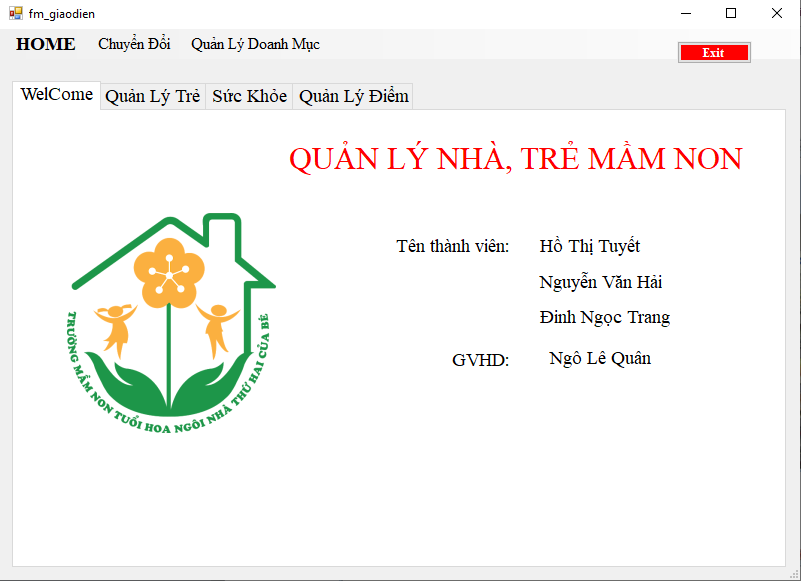 fm_giaodien
HOME Chuyển Đổi Quản Lý Doanh Mục
Exit
WelCome Quản Lý Trẻ Sức Khỏe Quản Lý Điểm
QUẢN LÝ NHÀ, TRẺ MẦM NON
Tên thành viên: Hồ Thị Tuyết
Nguyễn Văn Hải
Đinh Ngọc Trang
GVHD: Ngô Lê Quân
TRƯỜNG MẦM NON TUỔI HOA NGÔI NHÀ THỨ HAI CỦA BÉ